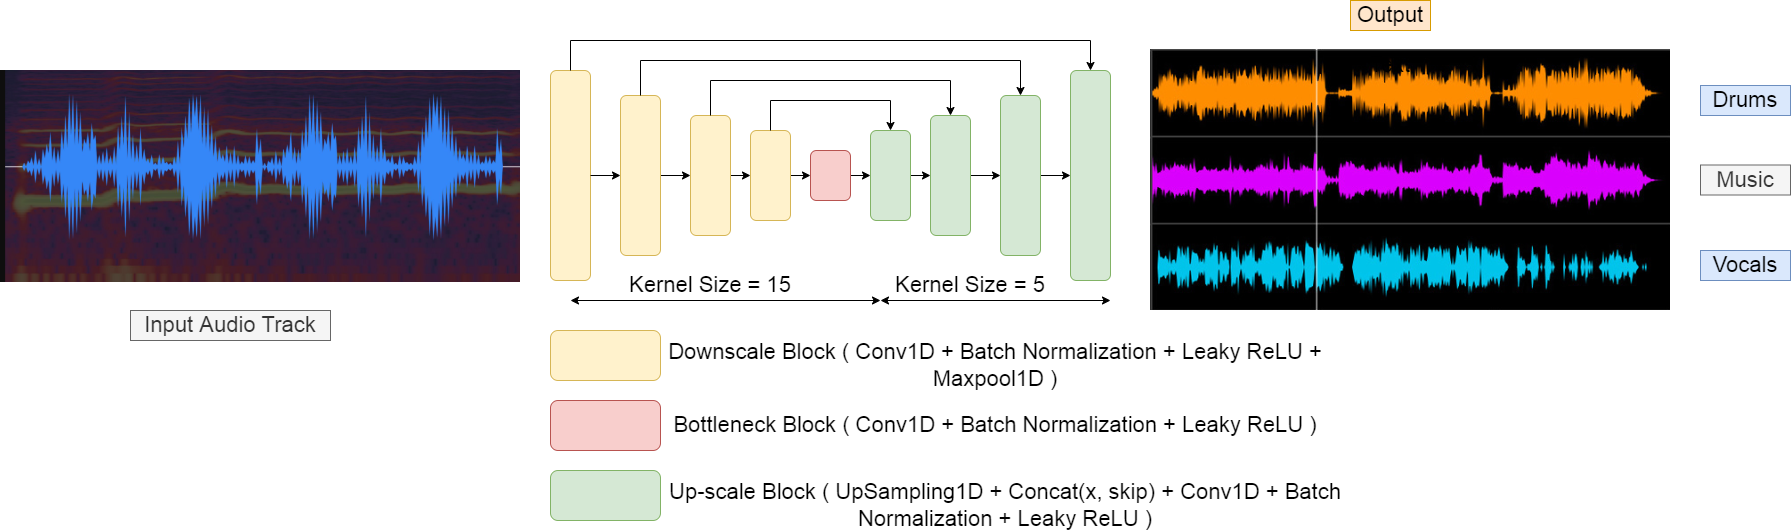 Output
Drums
Music
Vocals
Input Audio Track
Kernel Size = 15
Kernel Size = 5
Downscale Block ( Conv1D + Batch Normalization + Leaky ReLU +
Maxpool1D )
Bottleneck Block ( Conv1D + Batch Normalization + Leaky ReLU )
Up-scale Block ( UpSampling1D + Concat(x, skip) + Conv1D + Batch
Normalization + Leaky ReLU )